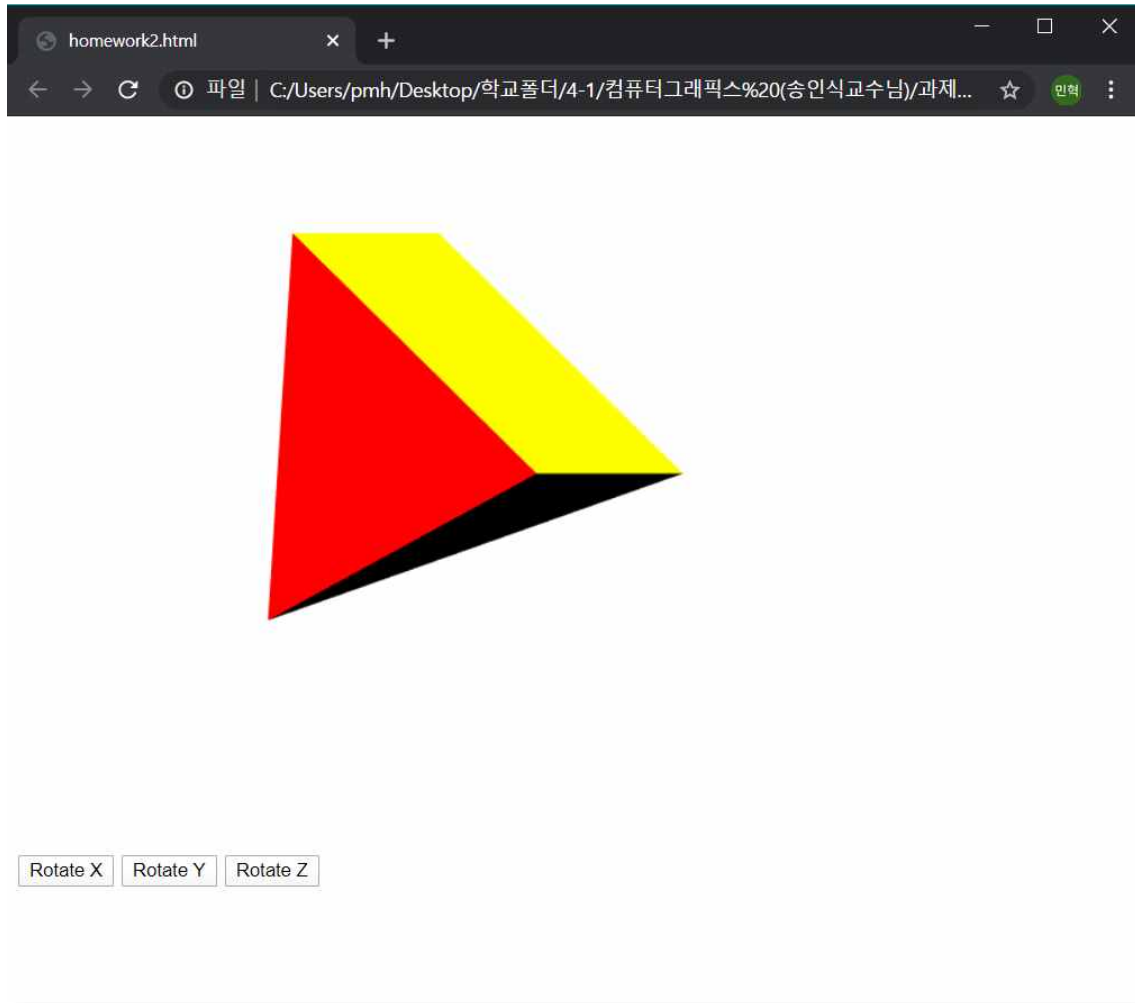 homework2.html
파일 | C:/Users/pmh/Desktop/학교폴더/4-1/컴퓨터그래픽스%20(송인식교수님)/과제... 민혁
Rotate X Rotate Y Rotate Z